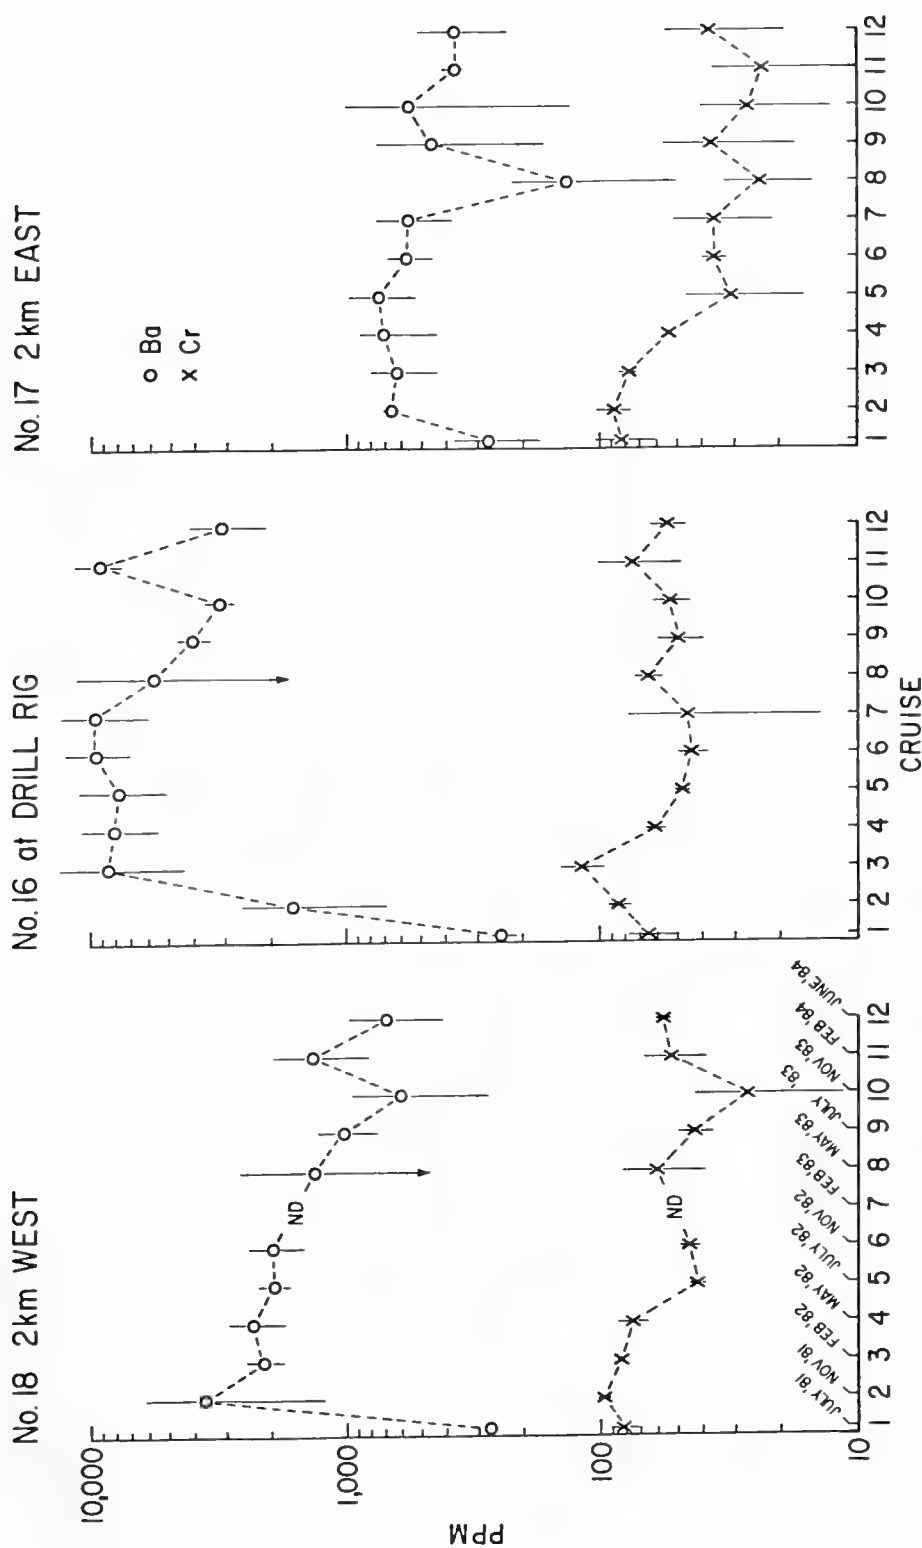 No. 18 2km WEST
No. 16 at DRILL RIG
No. 17 2km EAST
O Ba
X Cr
10,000
1,000
100
10
PPM
ND
ND
1 2 3 4 5 6 7 8 9 10 11 12
JULY '81
NOV '81
FEB '82
MAY '82
JULY '82
NOV '82
FEB '83
MAY '83
JULY '83
NOV '83
FEB '84
JUNE '84
1 2 3 4 5 6 7 8 9 10 11 12
1 2 3 4 5 6 7 8 9 10 11 12
CRUISE